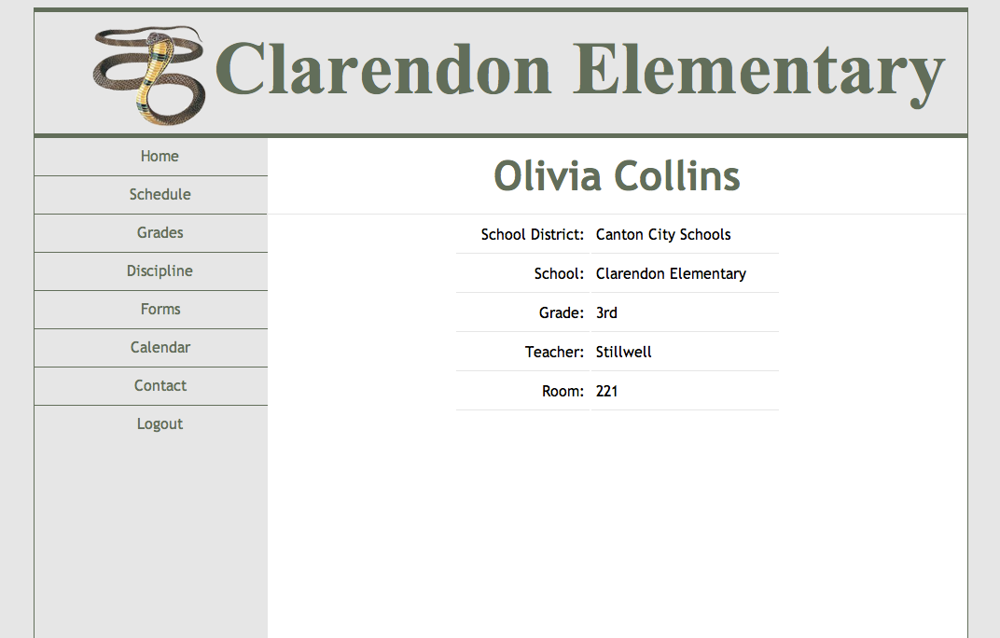 Clarendon Elementary
Home
Schedule
Grades
Discipline
Forms
Calendar
Contact
Logout
Olivia Collins
School District: Canton City Schools
School: Clarendon Elementary
Grade: 3rd
Teacher: Stillwell
Room: 221